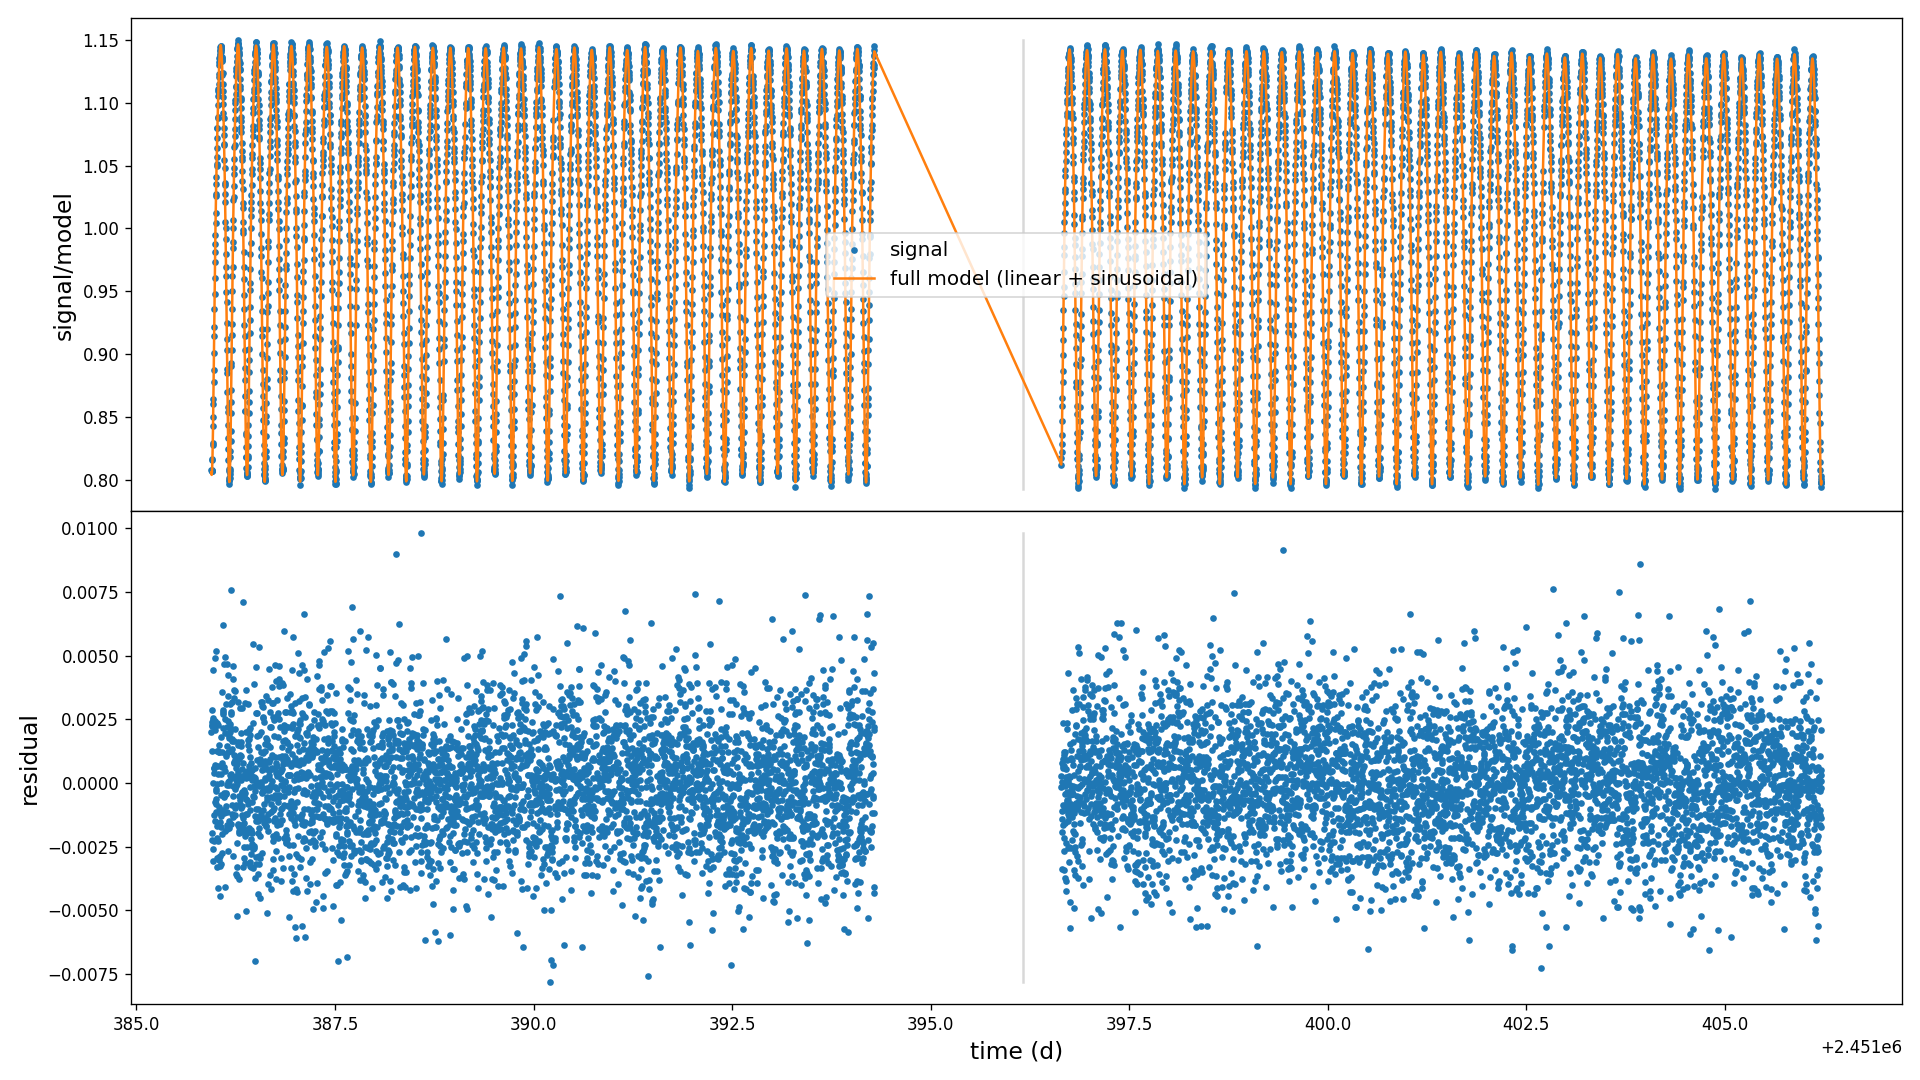 signal/model
1.15
1.10
1.05
1.00
0.95
0.90
0.85
0.80
signal
full model (linear + sinusoidal)
residual
0.0100
0.0075
0.0050
0.0025
0.0000
−0.0025
−0.0050
−0.0075
385.0 387.5 390.0 392.5 395.0 397.5 400.0 402.5 405.0
+2.451e6
time (d)